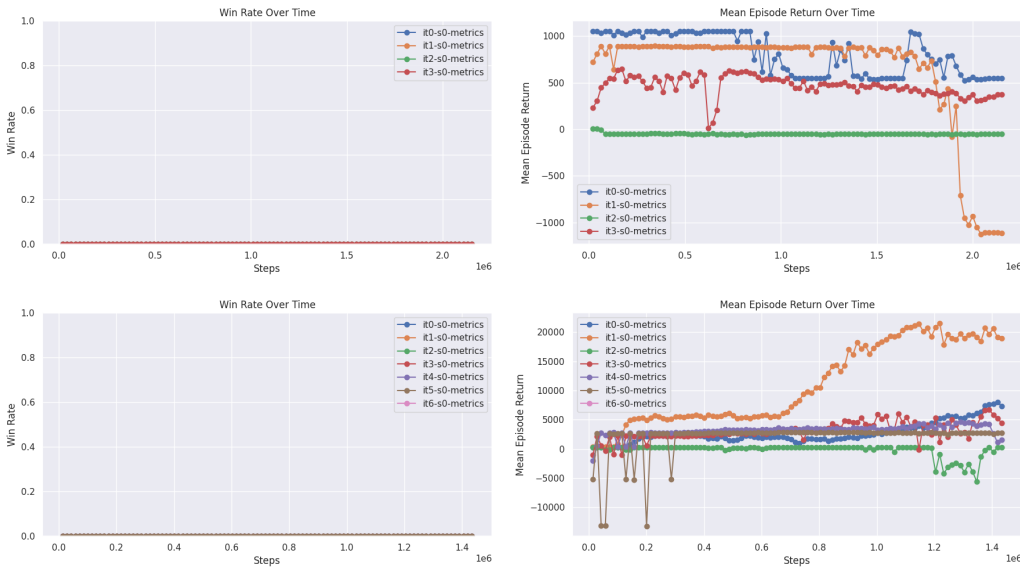 Win Rate Over Time
1.0
0.8
0.6
0.4
0.2
0.0
Win Rate
it0-s0-metrics
it1-s0-metrics
it2-s0-metrics
it3-s0-metrics
0.0
0.5
1.0
1.5
2.0
1e6
Steps
Mean Episode Return Over Time
1000
500
0
−500
−1000
Mean Episode Return
it0-s0-metrics
it1-s0-metrics
it2-s0-metrics
it3-s0-metrics
0.0
0.5
1.0
1.5
2.0
1e6
Steps
Win Rate Over Time
1.0
0.8
0.6
0.4
0.2
0.0
Win Rate
it0-s0-metrics
it1-s0-metrics
it2-s0-metrics
it3-s0-metrics
it4-s0-metrics
it5-s0-metrics
it6-s0-metrics
0.0
0.2
0.4
0.6
0.8
1.0
1.2
1.4
1e6
Steps
Mean Episode Return Over Time
20000
15000
10000
5000
0
−5000
−10000
Mean Episode Return
it0-s0-metrics
it1-s0-metrics
it2-s0-metrics
it3-s0-metrics
it4-s0-metrics
it5-s0-metrics
it6-s0-metrics
0.0
0.2
0.4
0.6
0.8
1.0
1.2
1.4
1e6
Steps